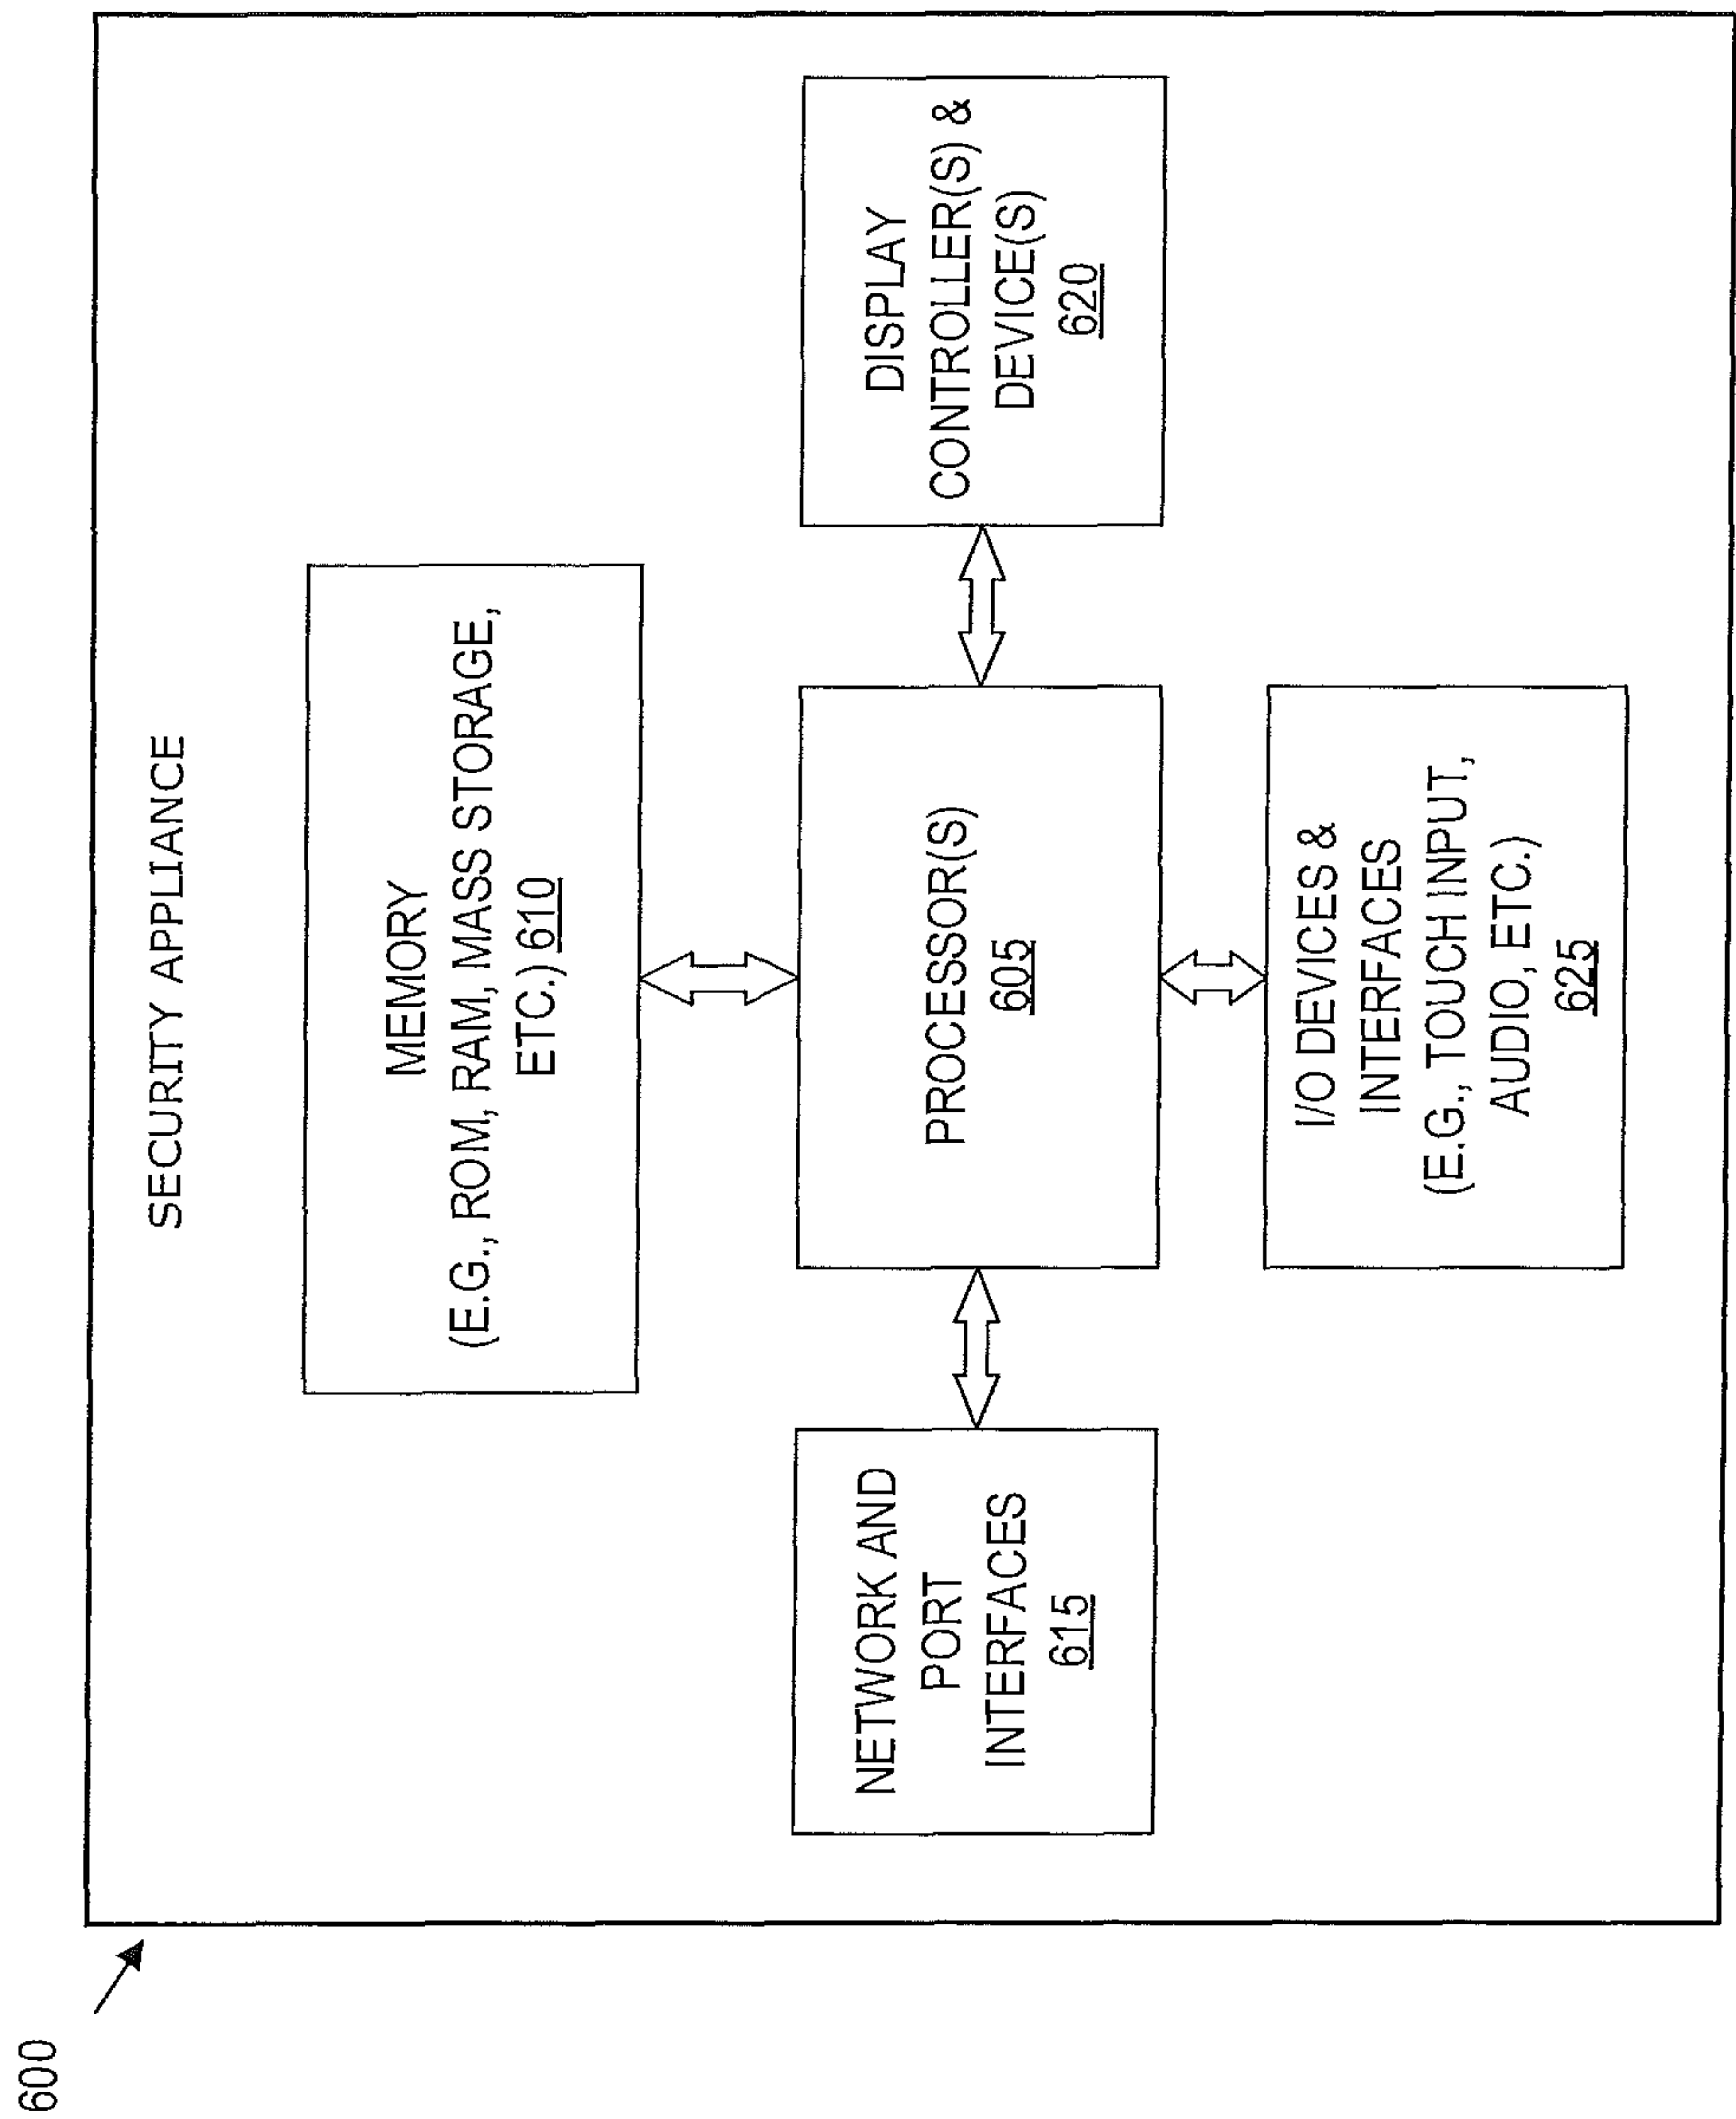 600
SECURITY APPLIANCE
MEMORY
(E.G., ROM, RAM, MASS STORAGE,
ETC.) 610
NETWORK AND
PORT
INTERFACES
615
PROCESSOR(S)
605
DISPLAY
CONTROLLER(S) &
DEVICE(S)
620
I/O DEVICES &
INTERFACES
(E.G., TOUCH INPUT,
AUDIO, ETC.)
625